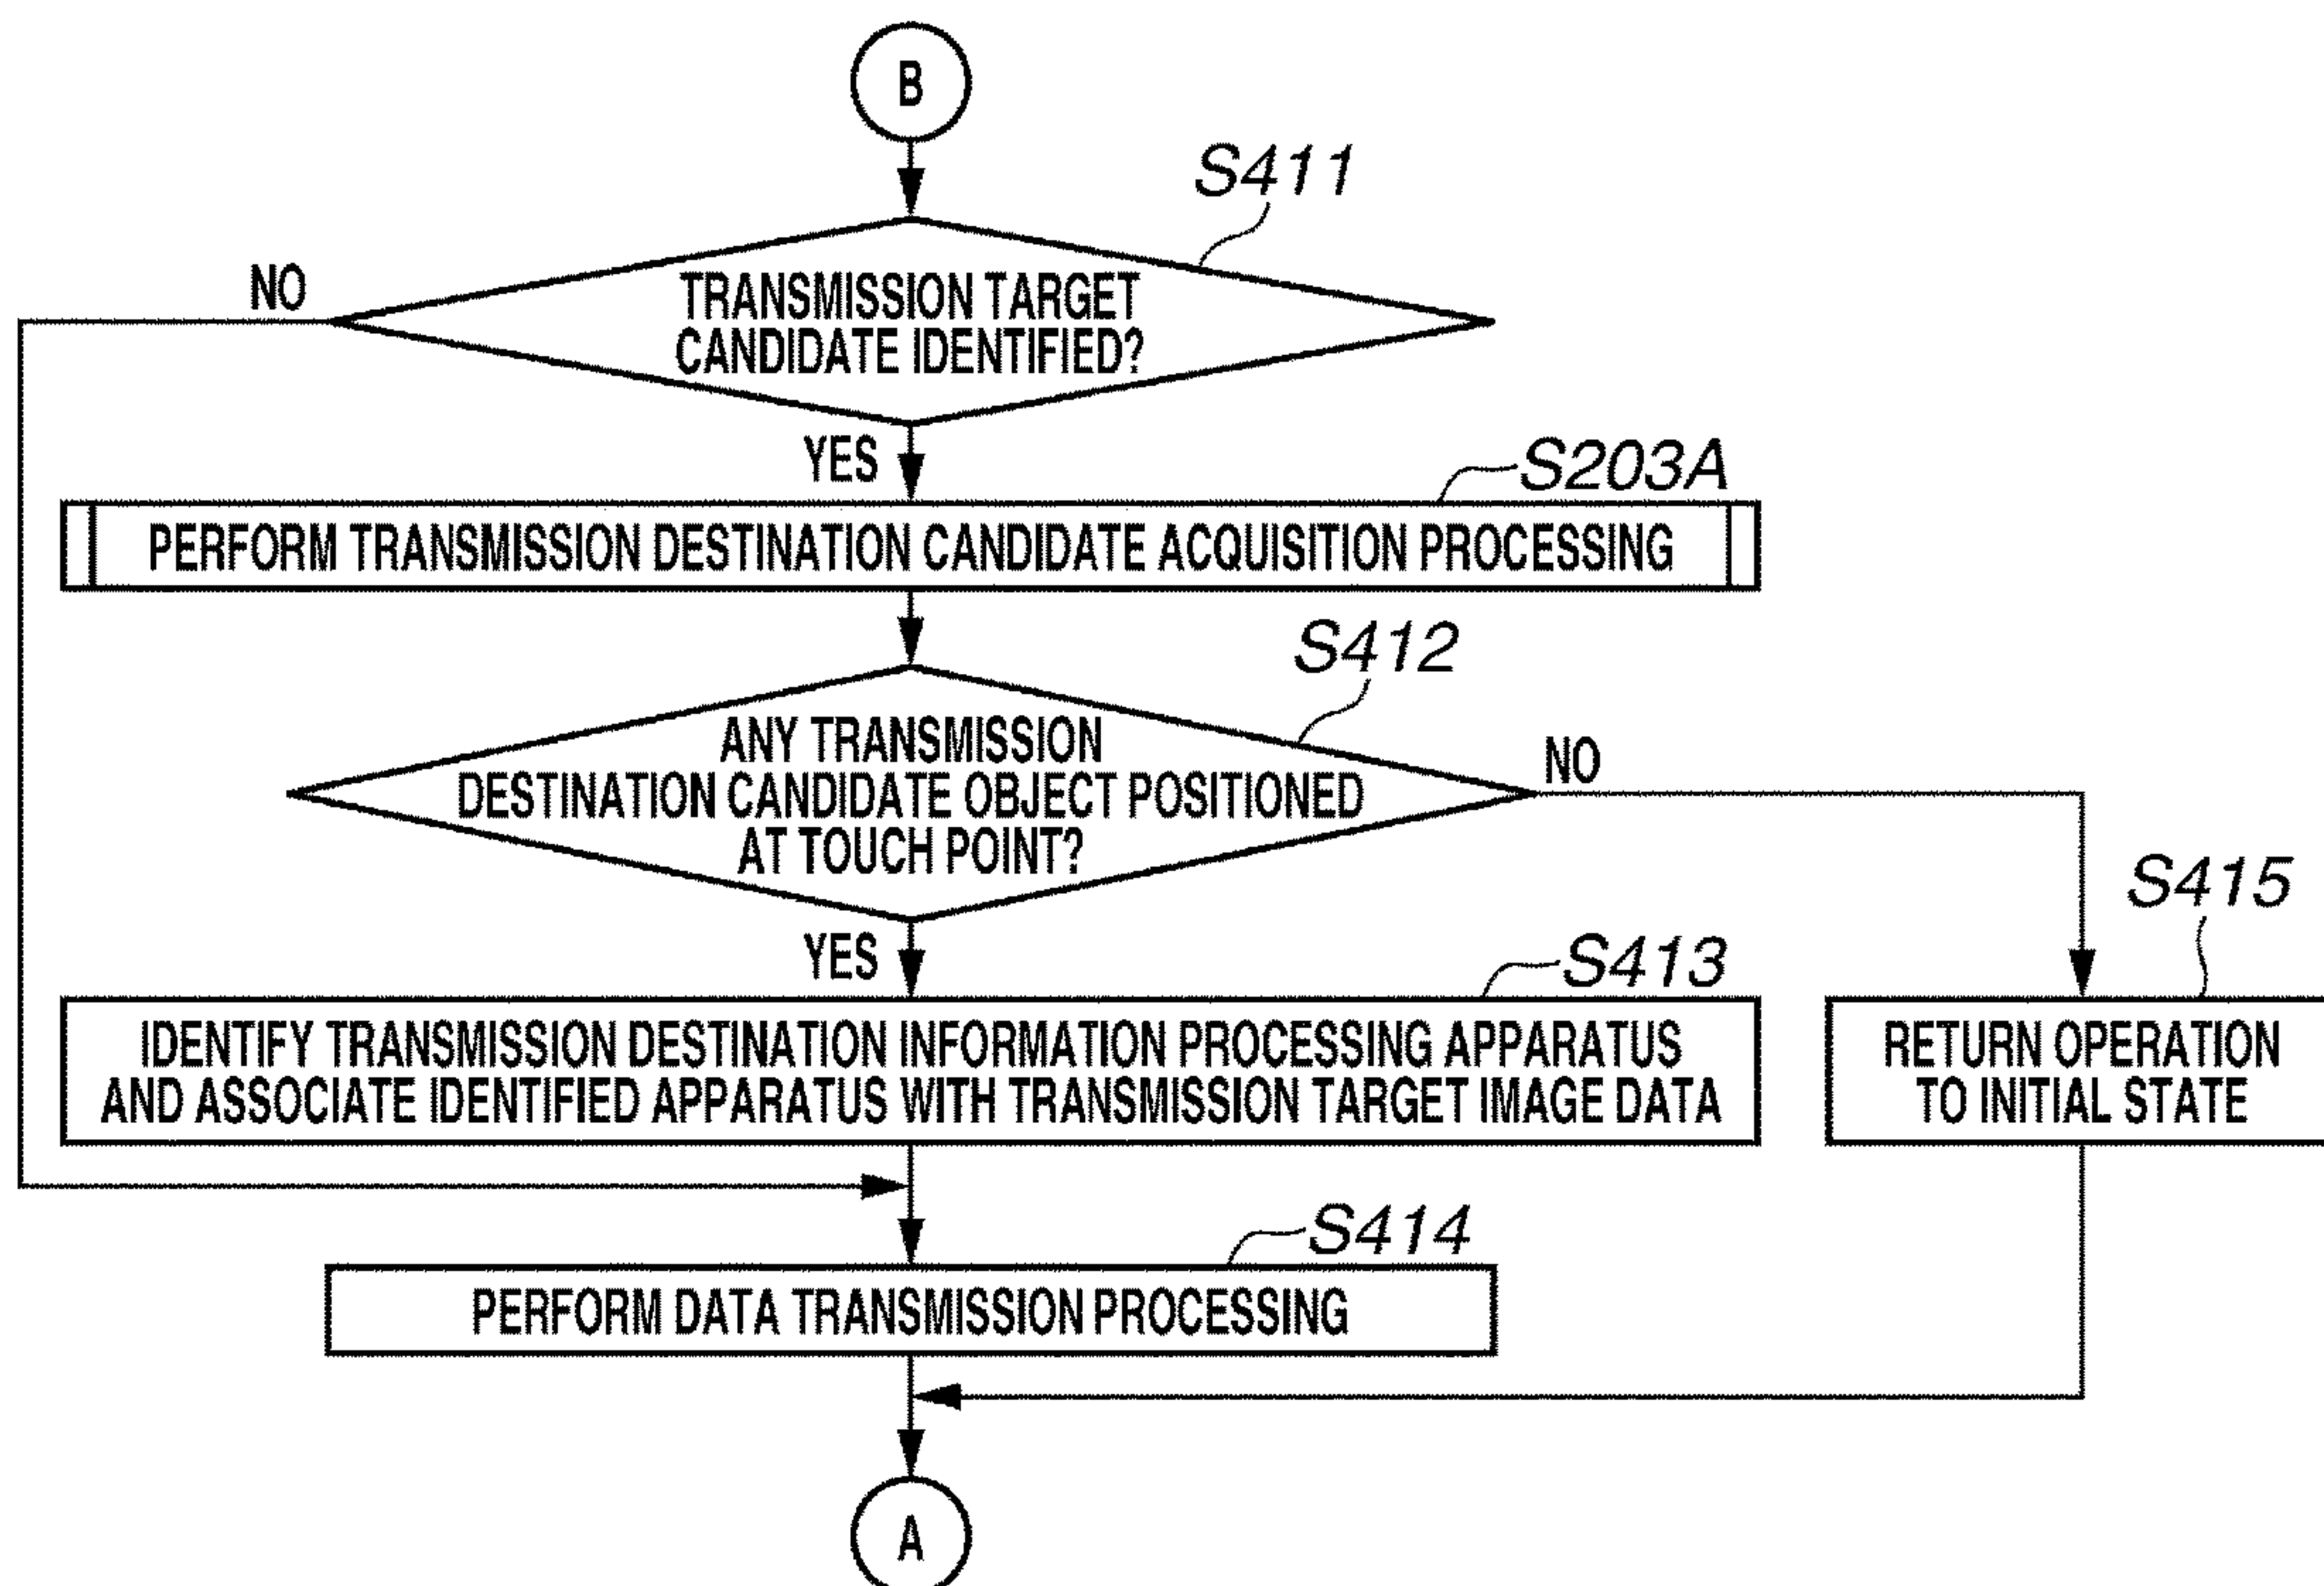 B
S411
NO
TRANSMISSION TARGET
CANDIDATE IDENTIFIED?
YES
S203A
PERFORM TRANSMISSION DESTINATION CANDIDATE ACQUISITION PROCESSING
S412
ANY TRANSMISSION
DESTINATION CANDIDATE OBJECT POSITIONED
AT TOUCH POINT?
NO
YES
S413
S415
IDENTIFY TRANSMISSION DESTINATION INFORMATION PROCESSING APPARATUS
AND ASSOCIATE IDENTIFIED APPARATUS WITH TRANSMISSION TARGET IMAGE DATA
RETURN OPERATION
TO INITIAL STATE
S414
PERFORM DATA TRANSMISSION PROCESSING
A